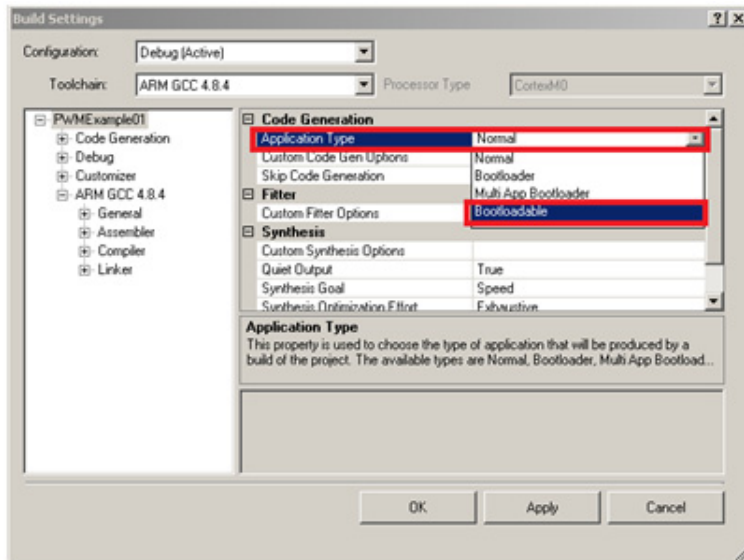 Build Settings
Configuration: Debug (Active)
Toolchain: ARM GCC 4.8.4 Processor Type CortexM0
PWMExample01
Code Generation
Debug
Customizer
ARM GCC 4.8.4
General
Assembler
Compiler
Linker
Code Generation
Application Type Normal
Custom Code Gen Options Normal
Skip Code Generation Bootloader
Fitter Multi App Bootloader
Custom Fitter Options Bootloadable
Synthesis
Custom Synthesis Options
Quiet Output True
Synthesis Goal Speed
Synthesis Optimization Effort Exhaustive
Application Type
This property is used to choose the type of application that will be produced by a
build of the project. The available types are Normal, Bootloader, Multi App Bootload...
OK Apply Cancel